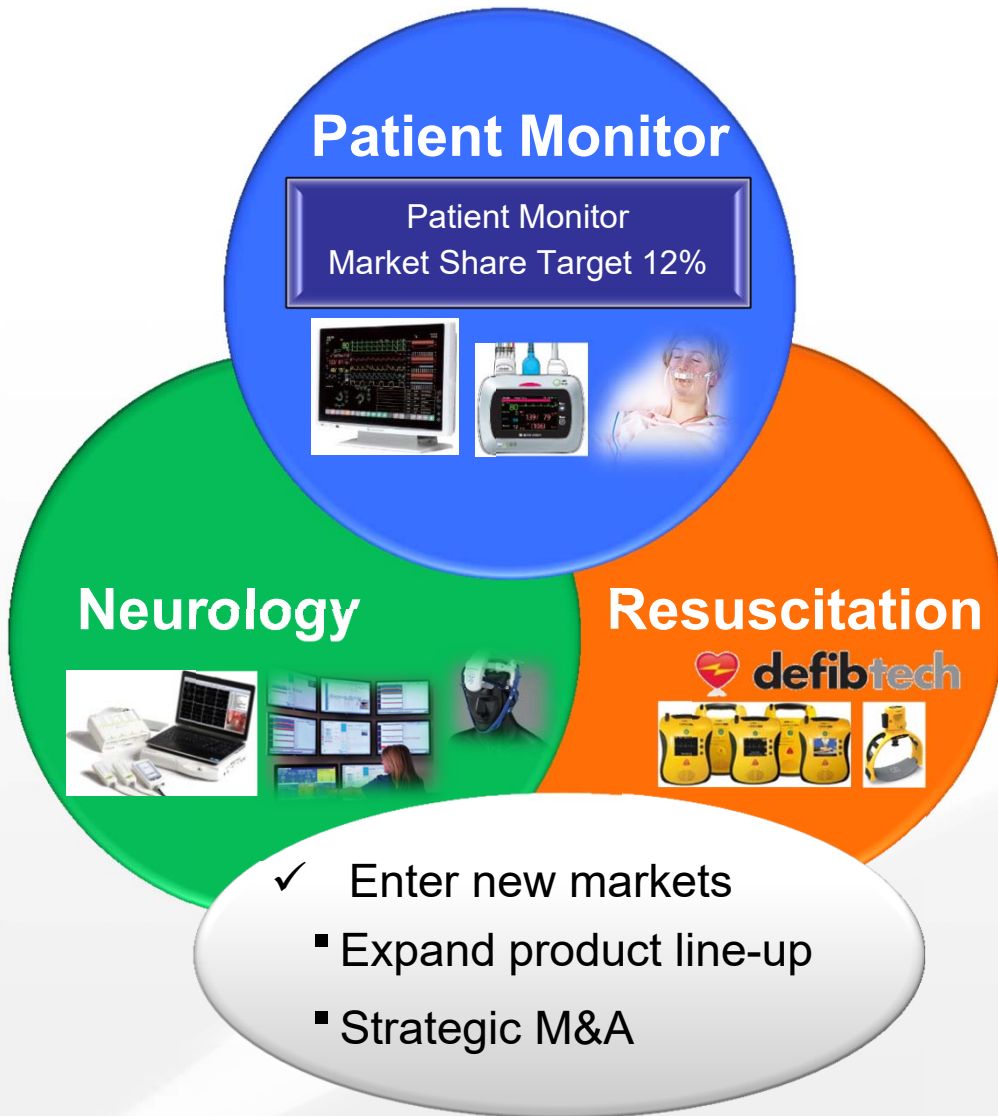 Patient Monitor
Patient Monitor
Market Share Target 12%
Neurology
Resuscitation
defibtech
✓ Enter new markets
▪ Expand product line-up
▪ Strategic M&A